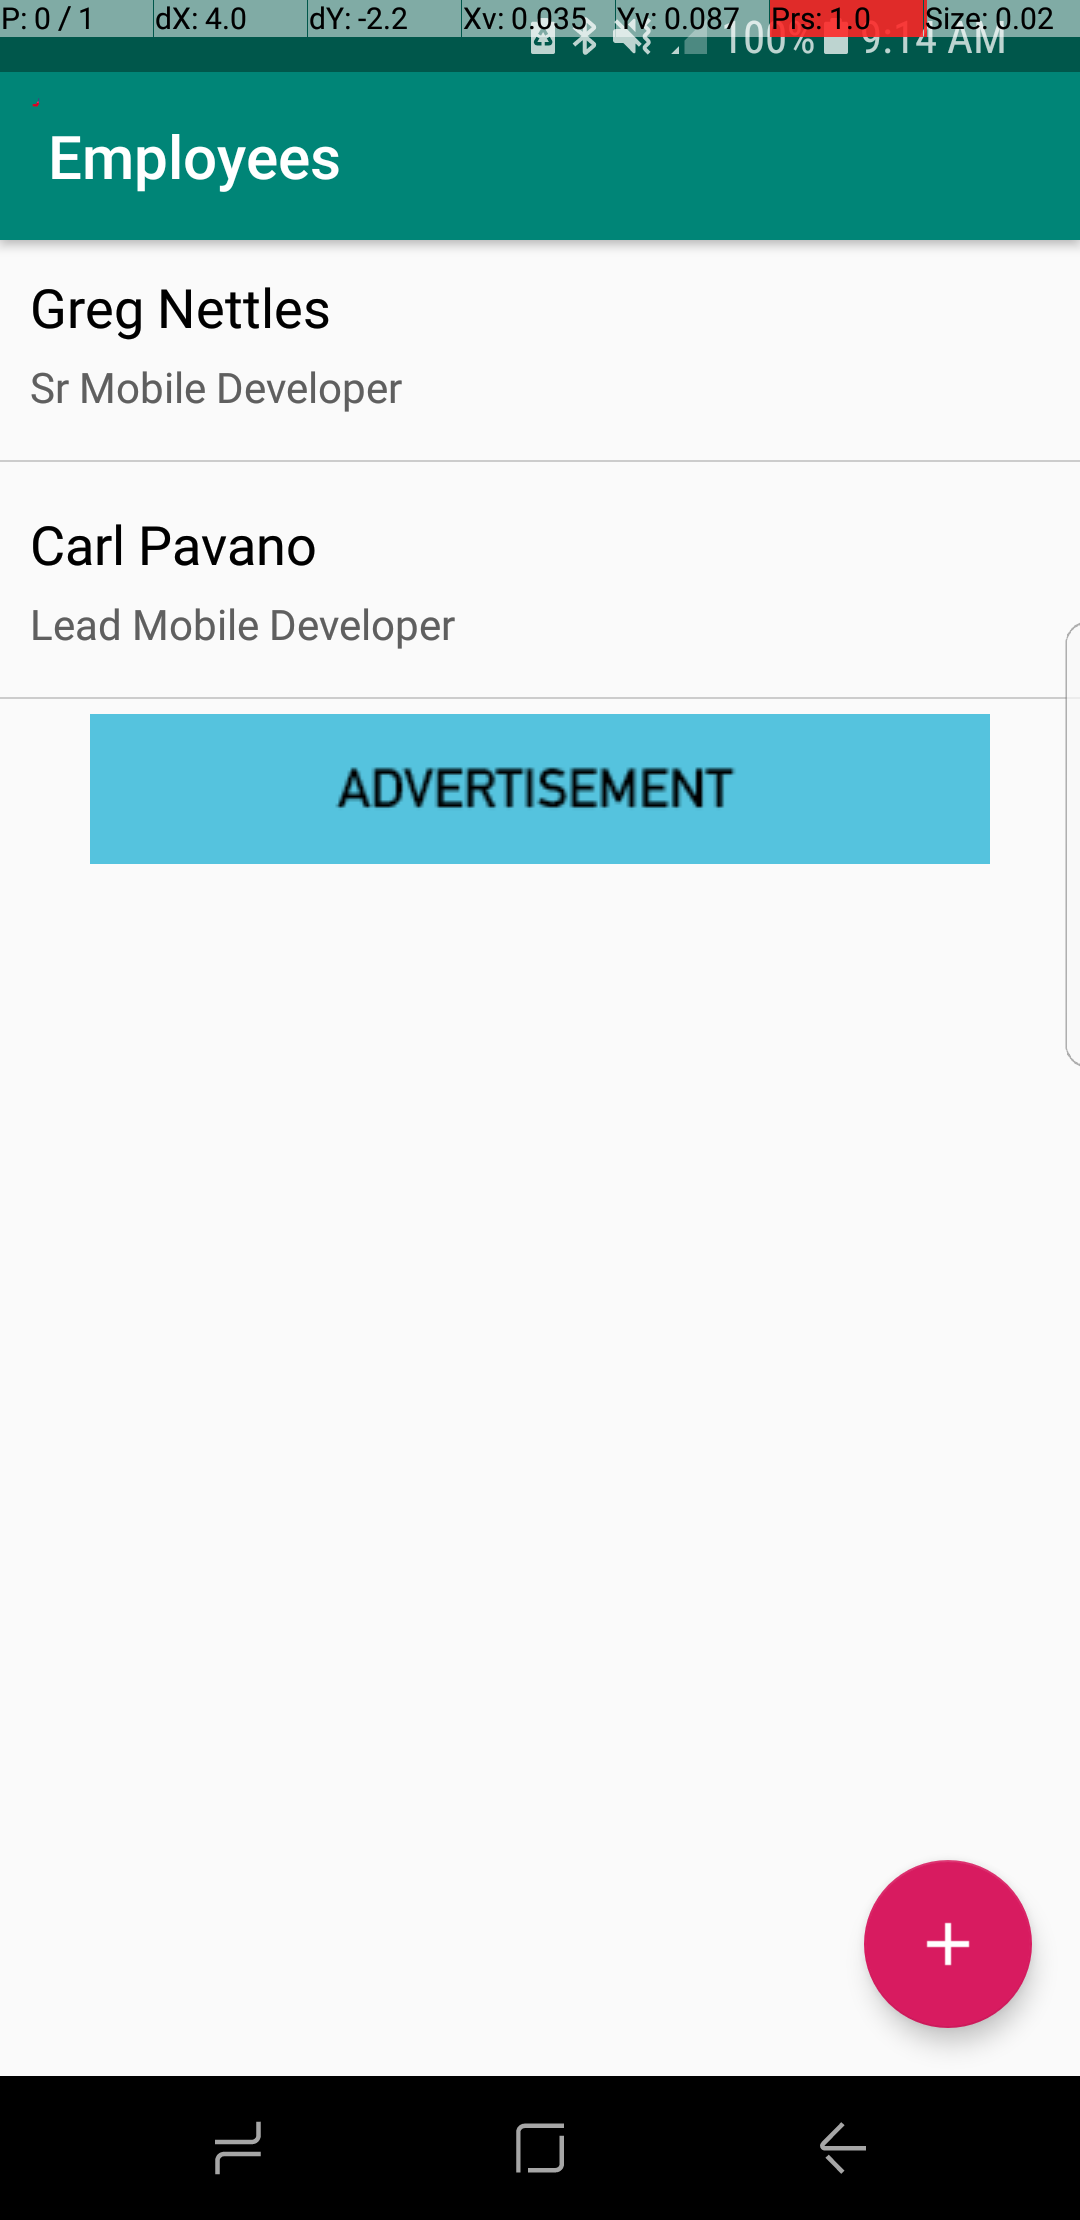 P: 0 / 1 dX: 4.0 dY: -2.2 Xv: 0.035 Yv: 0.087 Prs: 1.0 Size: 0.02
100% 9:14 AM
Employees
Greg Nettles
Sr Mobile Developer
Carl Pavano
Lead Mobile Developer
ADVERTISEMENT